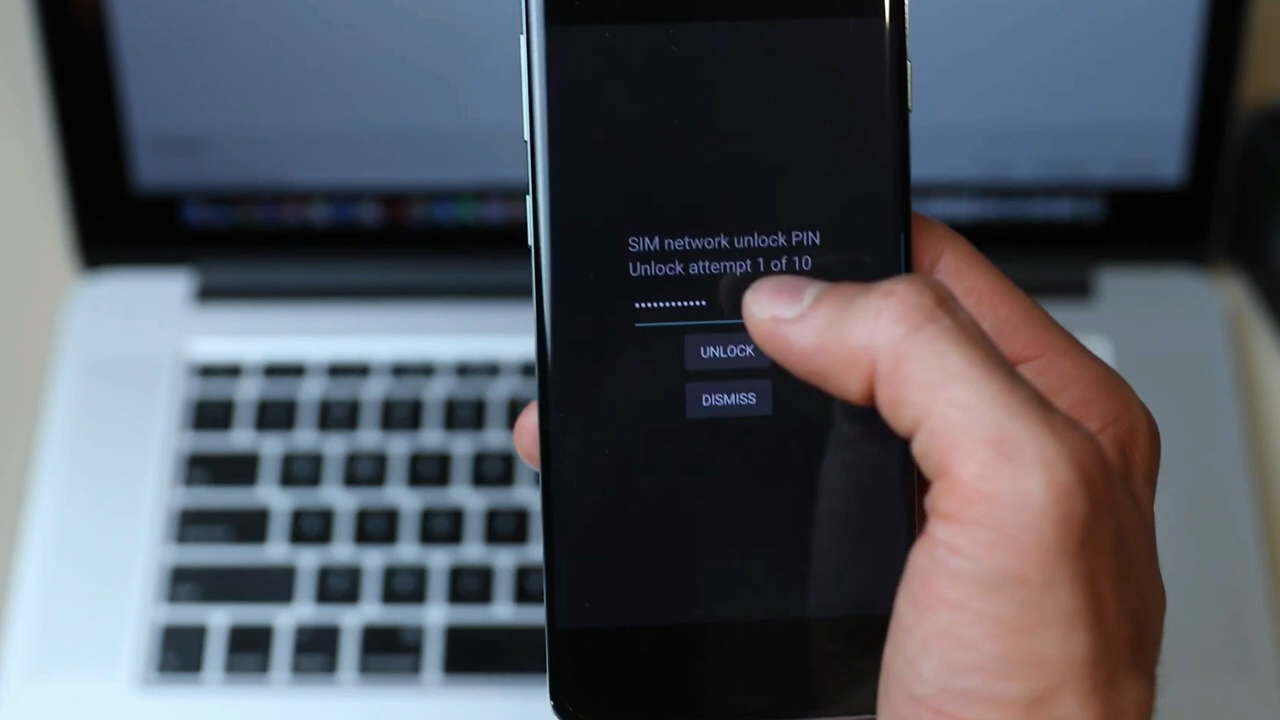 SIM network unlock PIN
Unlock attempt 1 of 10
............
UNLOCK
DISMISS